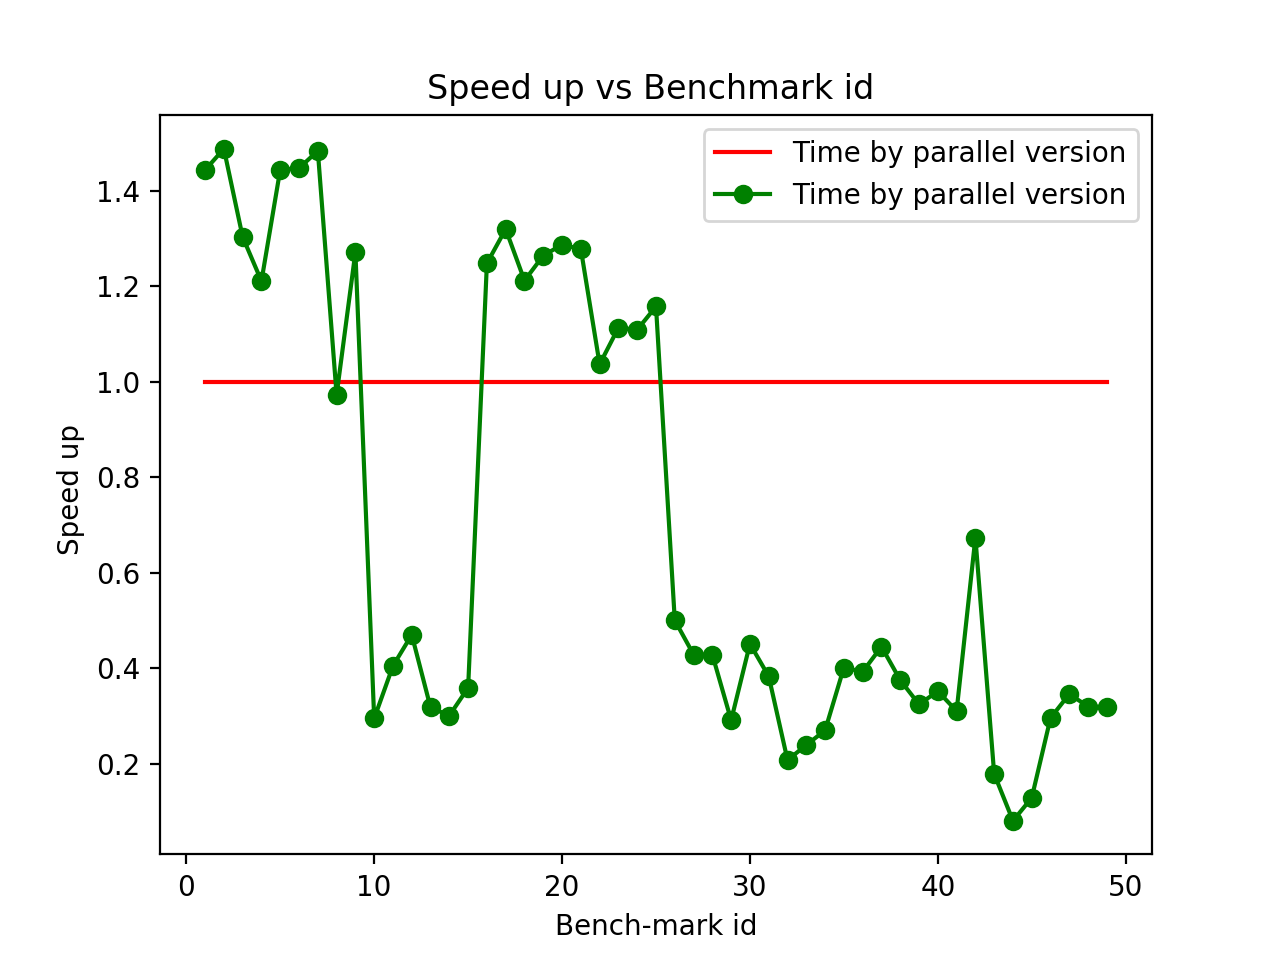 Speed up vs Benchmark id
Time by parallel version
Time by parallel version
1.4
1.2
1.0
0.8
0.6
0.4
0.2
Speed up
0 10 20 30 40 50
Bench-mark id